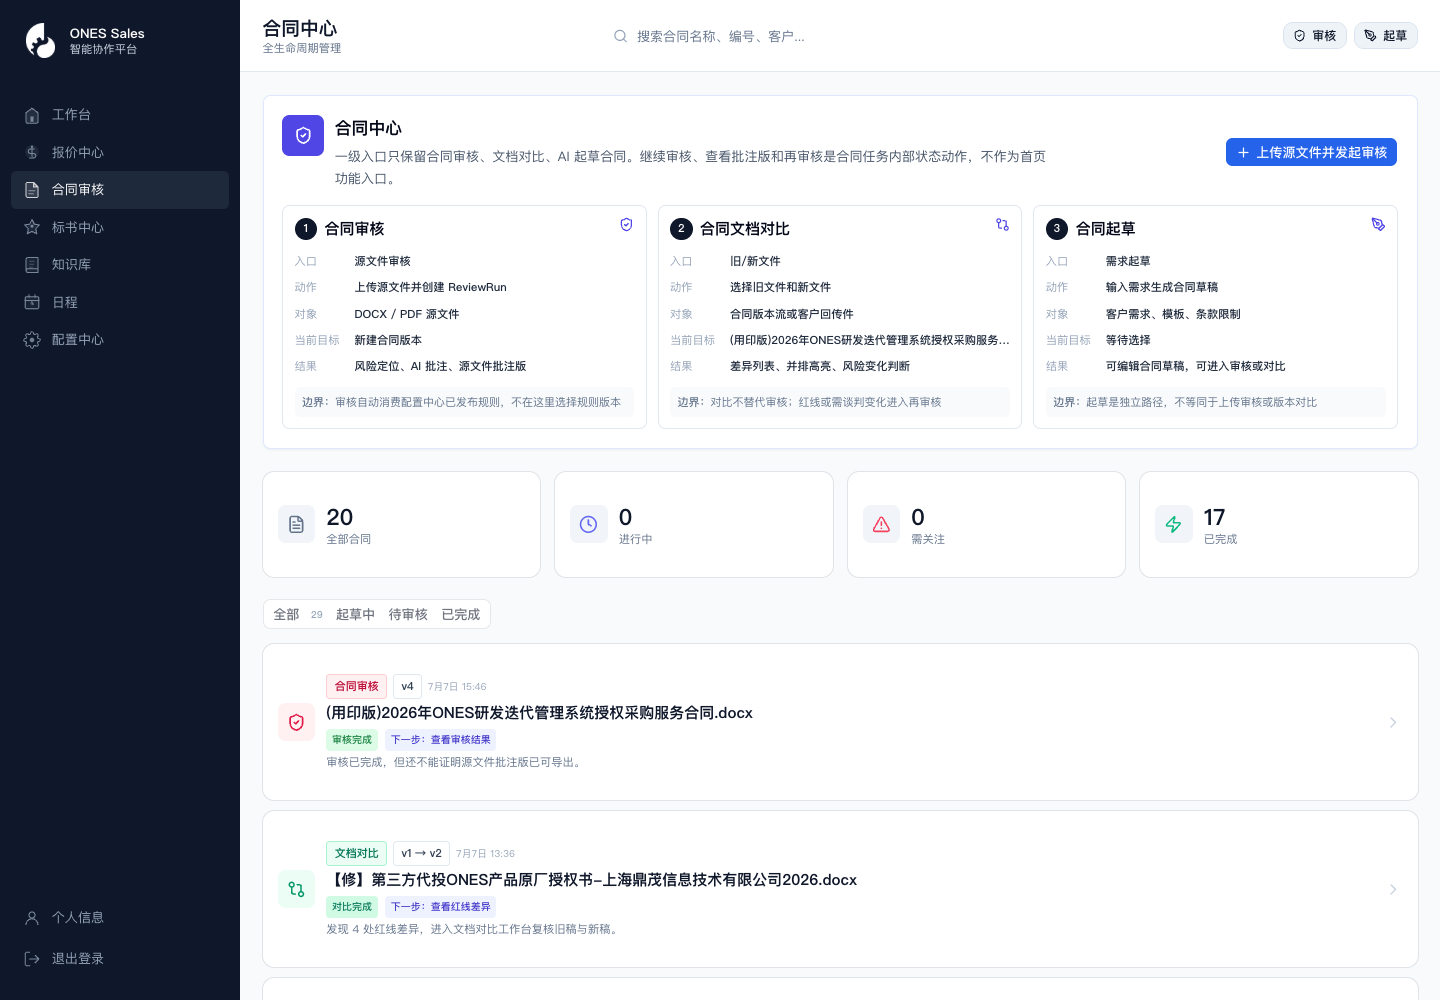 ONES Sales
智能协作平台
工作台
报价中心
合同审核
标书中心
知识库
日程
配置中心
个人信息
退出登录
合同中心
全生命周期管理
搜索合同名称、编号、客户...
审核
起草
合同中心
一级入口只保留合同审核、文档对比、AI 起草合同。继续审核、查看批注版和再审核是合同任务内部状态动作，不作为首页
功能入口。
上传源文件并发起审核
1 合同审核
入口 源文件审核
动作 上传源文件并创建 ReviewRun
对象 DOCX / PDF 源文件
当前目标 新建合同版本
结果 风险定位、AI 批注、源文件批注版
边界：审核自动消费配置中心已发布规则，不在这里选择规则版本
2 合同文档对比
入口 旧/新文件
动作 选择旧文件和新文件
对象 合同版本流或客户回传件
当前目标 (用印版)2026年ONES研发迭代管理系统授权采购服务...
结果 差异列表、并排高亮、风险变化判断
边界：对比不替代审核；红线或需谈判变化进入再审核
3 合同起草
入口 需求起草
动作 输入需求生成合同草稿
对象 客户需求、模板、条款限制
当前目标 等待选择
结果 可编辑合同草稿，可进入审核或对比
边界：起草是独立路径，不等同于上传审核或版本对比
20
全部合同
0
进行中
0
需关注
17
已完成
全部 29 起草中 待审核 已完成
合同审核 v4 7月7日 15:46
(用印版)2026年ONES研发迭代管理系统授权采购服务合同.docx
审核完成 下一步：查看审核结果
审核已完成，但还不能证明源文件批注版已可导出。
文档对比 v1 → v2 7月7日 13:36
【修】第三方代投ONES产品原厂授权书-上海鼎茂信息技术有限公司2026.docx
对比完成 下一步：查看红线差异
发现 4 处红线差异，进入文档对比工作台复核旧稿与新稿。